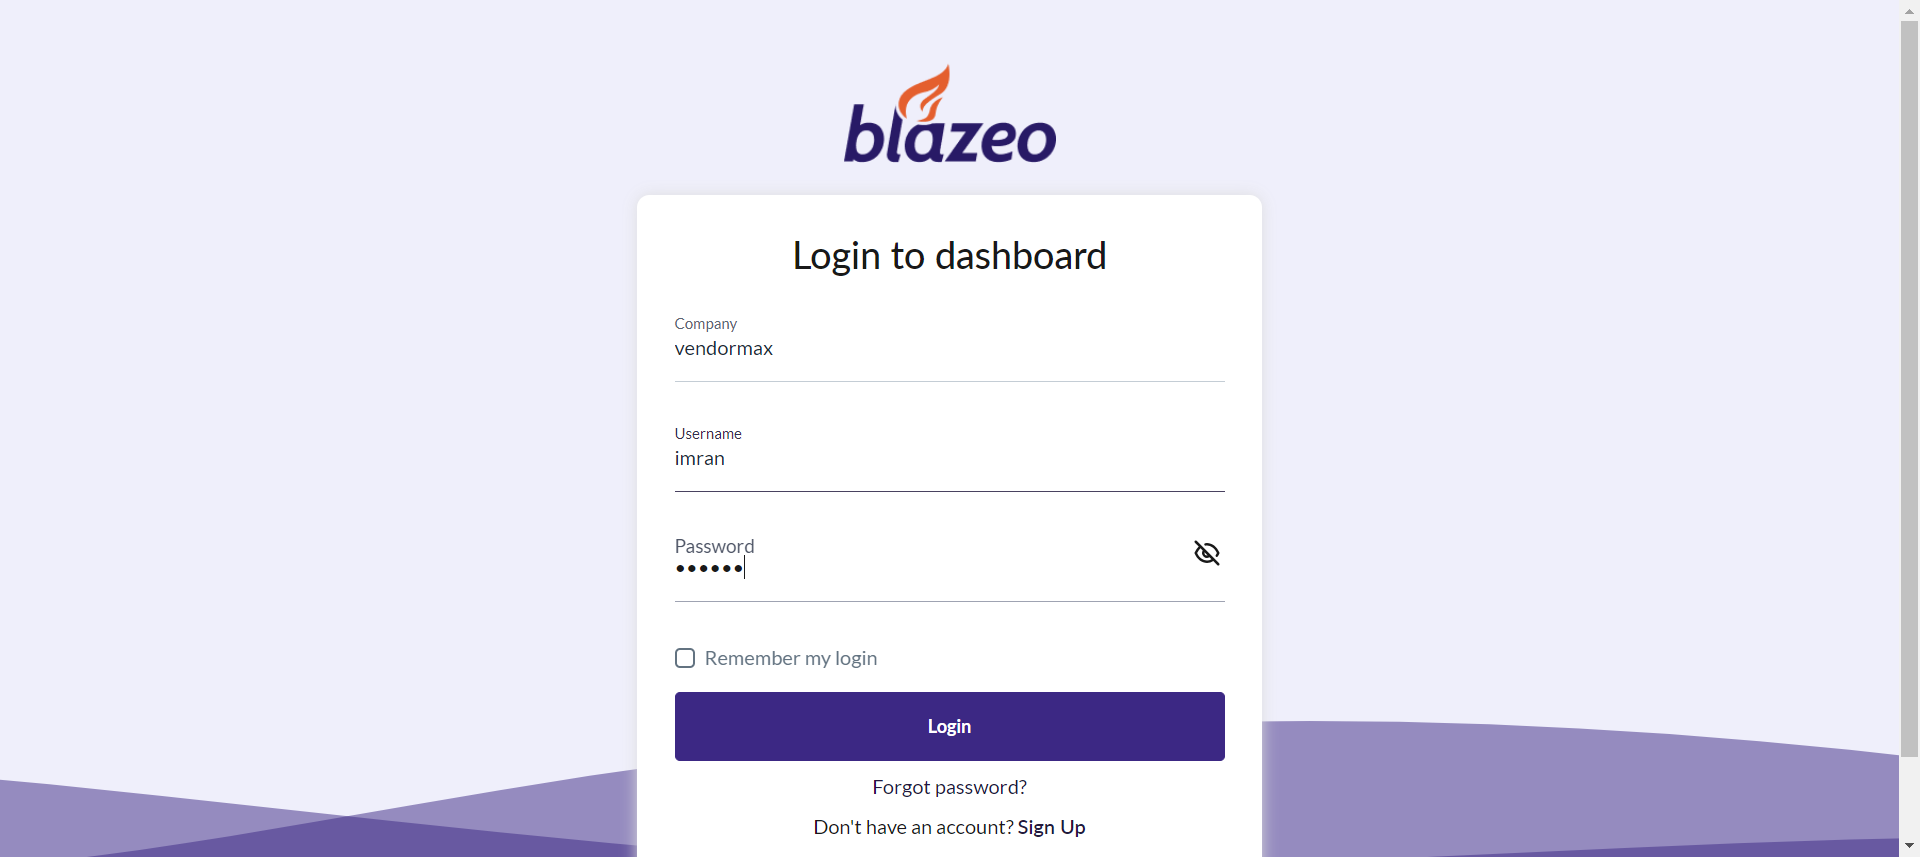 blazeo
Login to dashboard
Company
vendormax
Username
imran
Password
••••••
Remember my login
Login
Forgot password?
Don't have an account? Sign Up